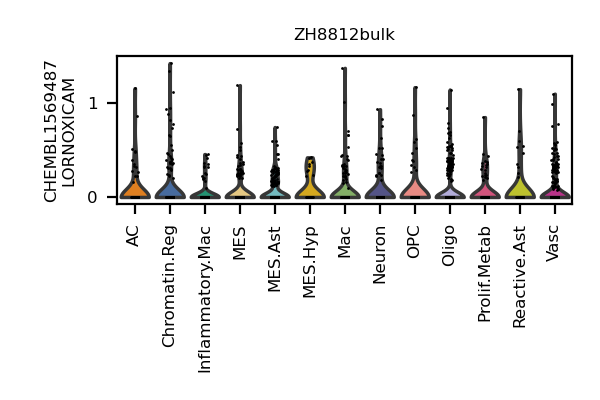 ZH8812bulk
CHEMBL1569487
LORNOXICAM
1
0
AC
Chromatin.Reg
Inflammatory.Mac
MES
MES.Ast
MES.Hyp
Mac
Neuron
OPC
Oligo
Prolif.Metab
Reactive.Ast
Vasc